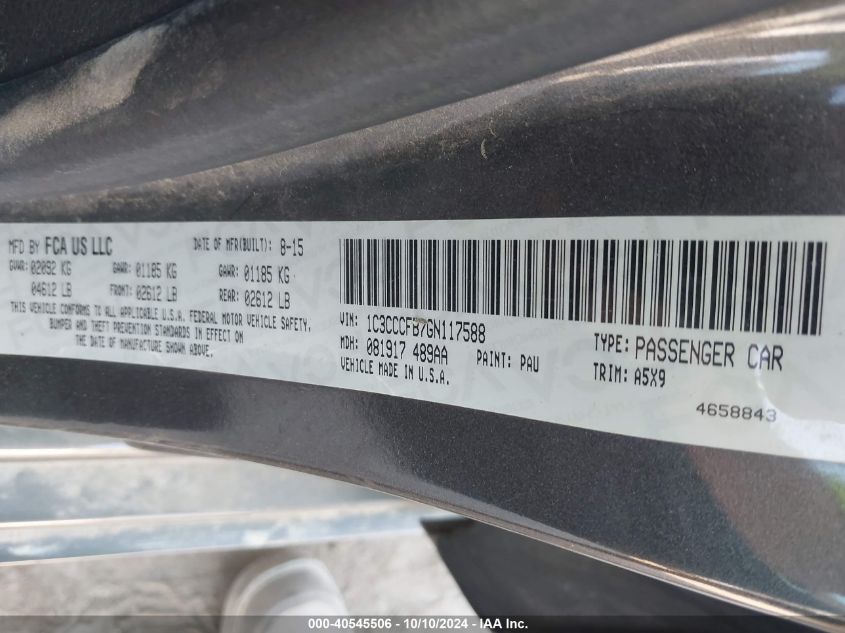 MFD BY FCA US LLC DATE OF MFR(BUILT): 8-15
GVWR: 02092 KG GAWR: 01185 KG GAWR: 01185 KG
04612 LB FRONT: 02612 LB REAR: 02612 LB
THIS VEHICLE CONFORMS TO ALL APPLICABLE U.S.A. FEDERAL MOTOR VEHICLE SAFETY,
BUMPER AND THEFT PREVENTION STANDARDS IN EFFECT ON
THE DATE OF MANUFACTURE SHOWN ABOVE.
VIN: 1C3CCCFB7GN117588
MDH: 081917 489AA PAINT: PAU
VEHICLE MADE IN U.S.A.
TYPE: PASSENGER CAR
TRIM: A5X9
4658843
000-40545506 - 10/10/2024 - IAA Inc.